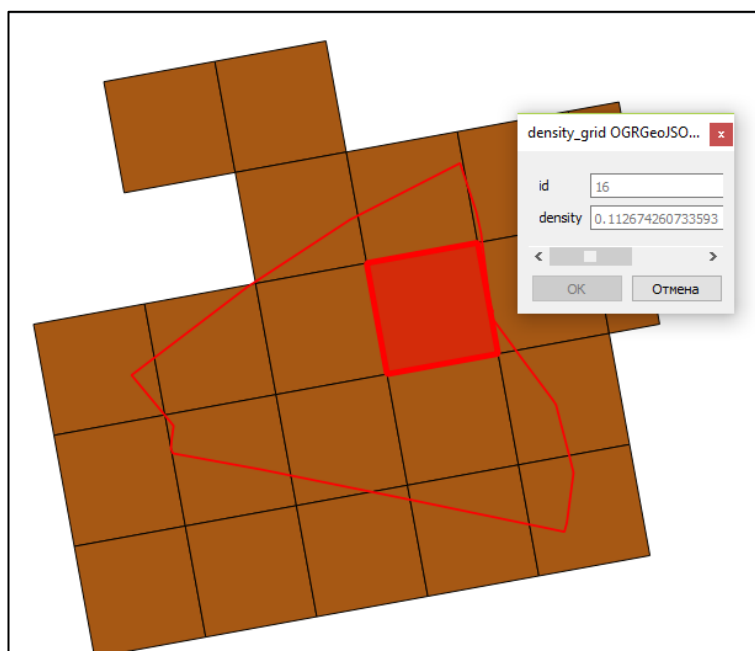 density_grid OGRGeoJSO...
id 16
density 0.112674260733593
OK Отмена